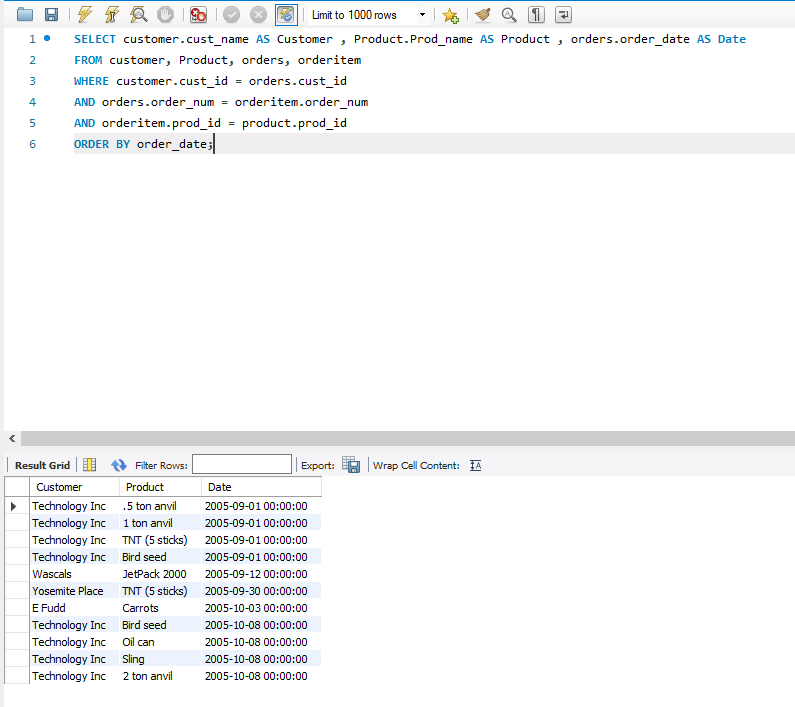 Limit to 1000 rows
1 SELECT customer.cust_name AS Customer , Product.Prod_name AS Product , orders.order_date AS Date
2 FROM customer, Product, orders, orderitem
3 WHERE customer.cust_id = orders.cust_id
4 AND orders.order_num = orderitem.order_num
5 AND orderitem.prod_id = product.prod_id
6 ORDER BY order_date;
Result Grid Filter Rows: Export: Wrap Cell Content: IA
Customer Product Date
Technology Inc .5 ton anvil 2005-09-01 00:00:00
Technology Inc 1 ton anvil 2005-09-01 00:00:00
Technology Inc TNT (5 sticks) 2005-09-01 00:00:00
Technology Inc Bird seed 2005-09-01 00:00:00
Wascals JetPack 2000 2005-09-12 00:00:00
Yosemite Place TNT (5 sticks) 2005-09-30 00:00:00
E Fudd Carrots 2005-10-03 00:00:00
Technology Inc Bird seed 2005-10-08 00:00:00
Technology Inc Oil can 2005-10-08 00:00:00
Technology Inc Sling 2005-10-08 00:00:00
Technology Inc 2 ton anvil 2005-10-08 00:00:00